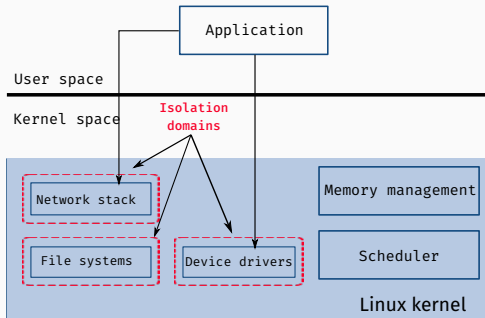 Application
User space
Kernel space
Isolation
domains
Network stack
Memory management
File systems
Device drivers
Scheduler
Linux kernel